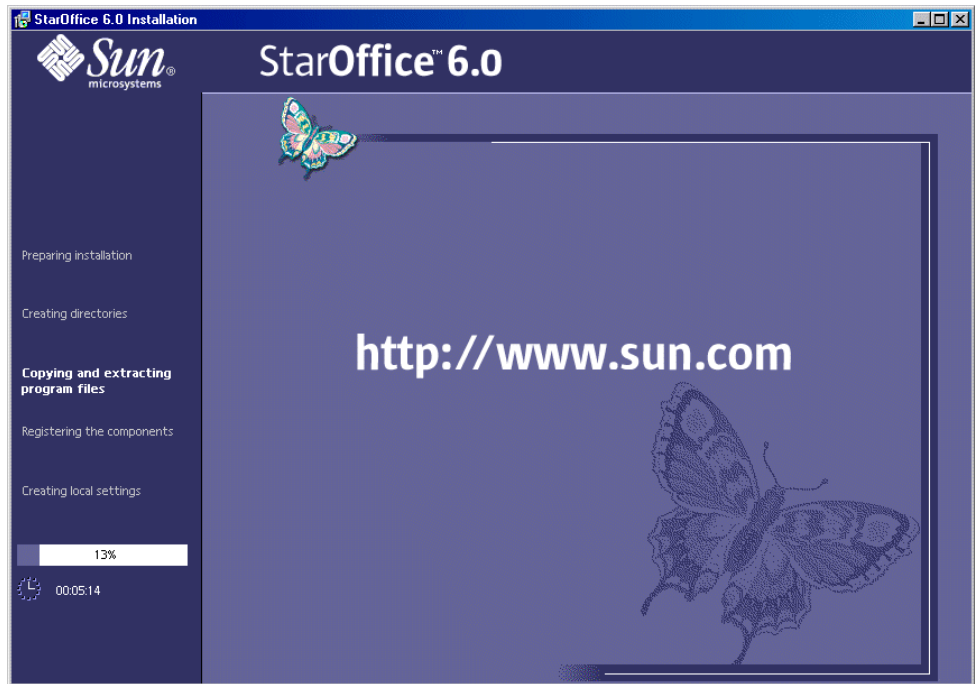 StarOffice 6.0 Installation
Sun®
microsystems
StarOffice™ 6.0
Preparing installation
Creating directories
Copying and extracting
program files
Registering the components
Creating local settings
13%
00:05:14
http://www.sun.com